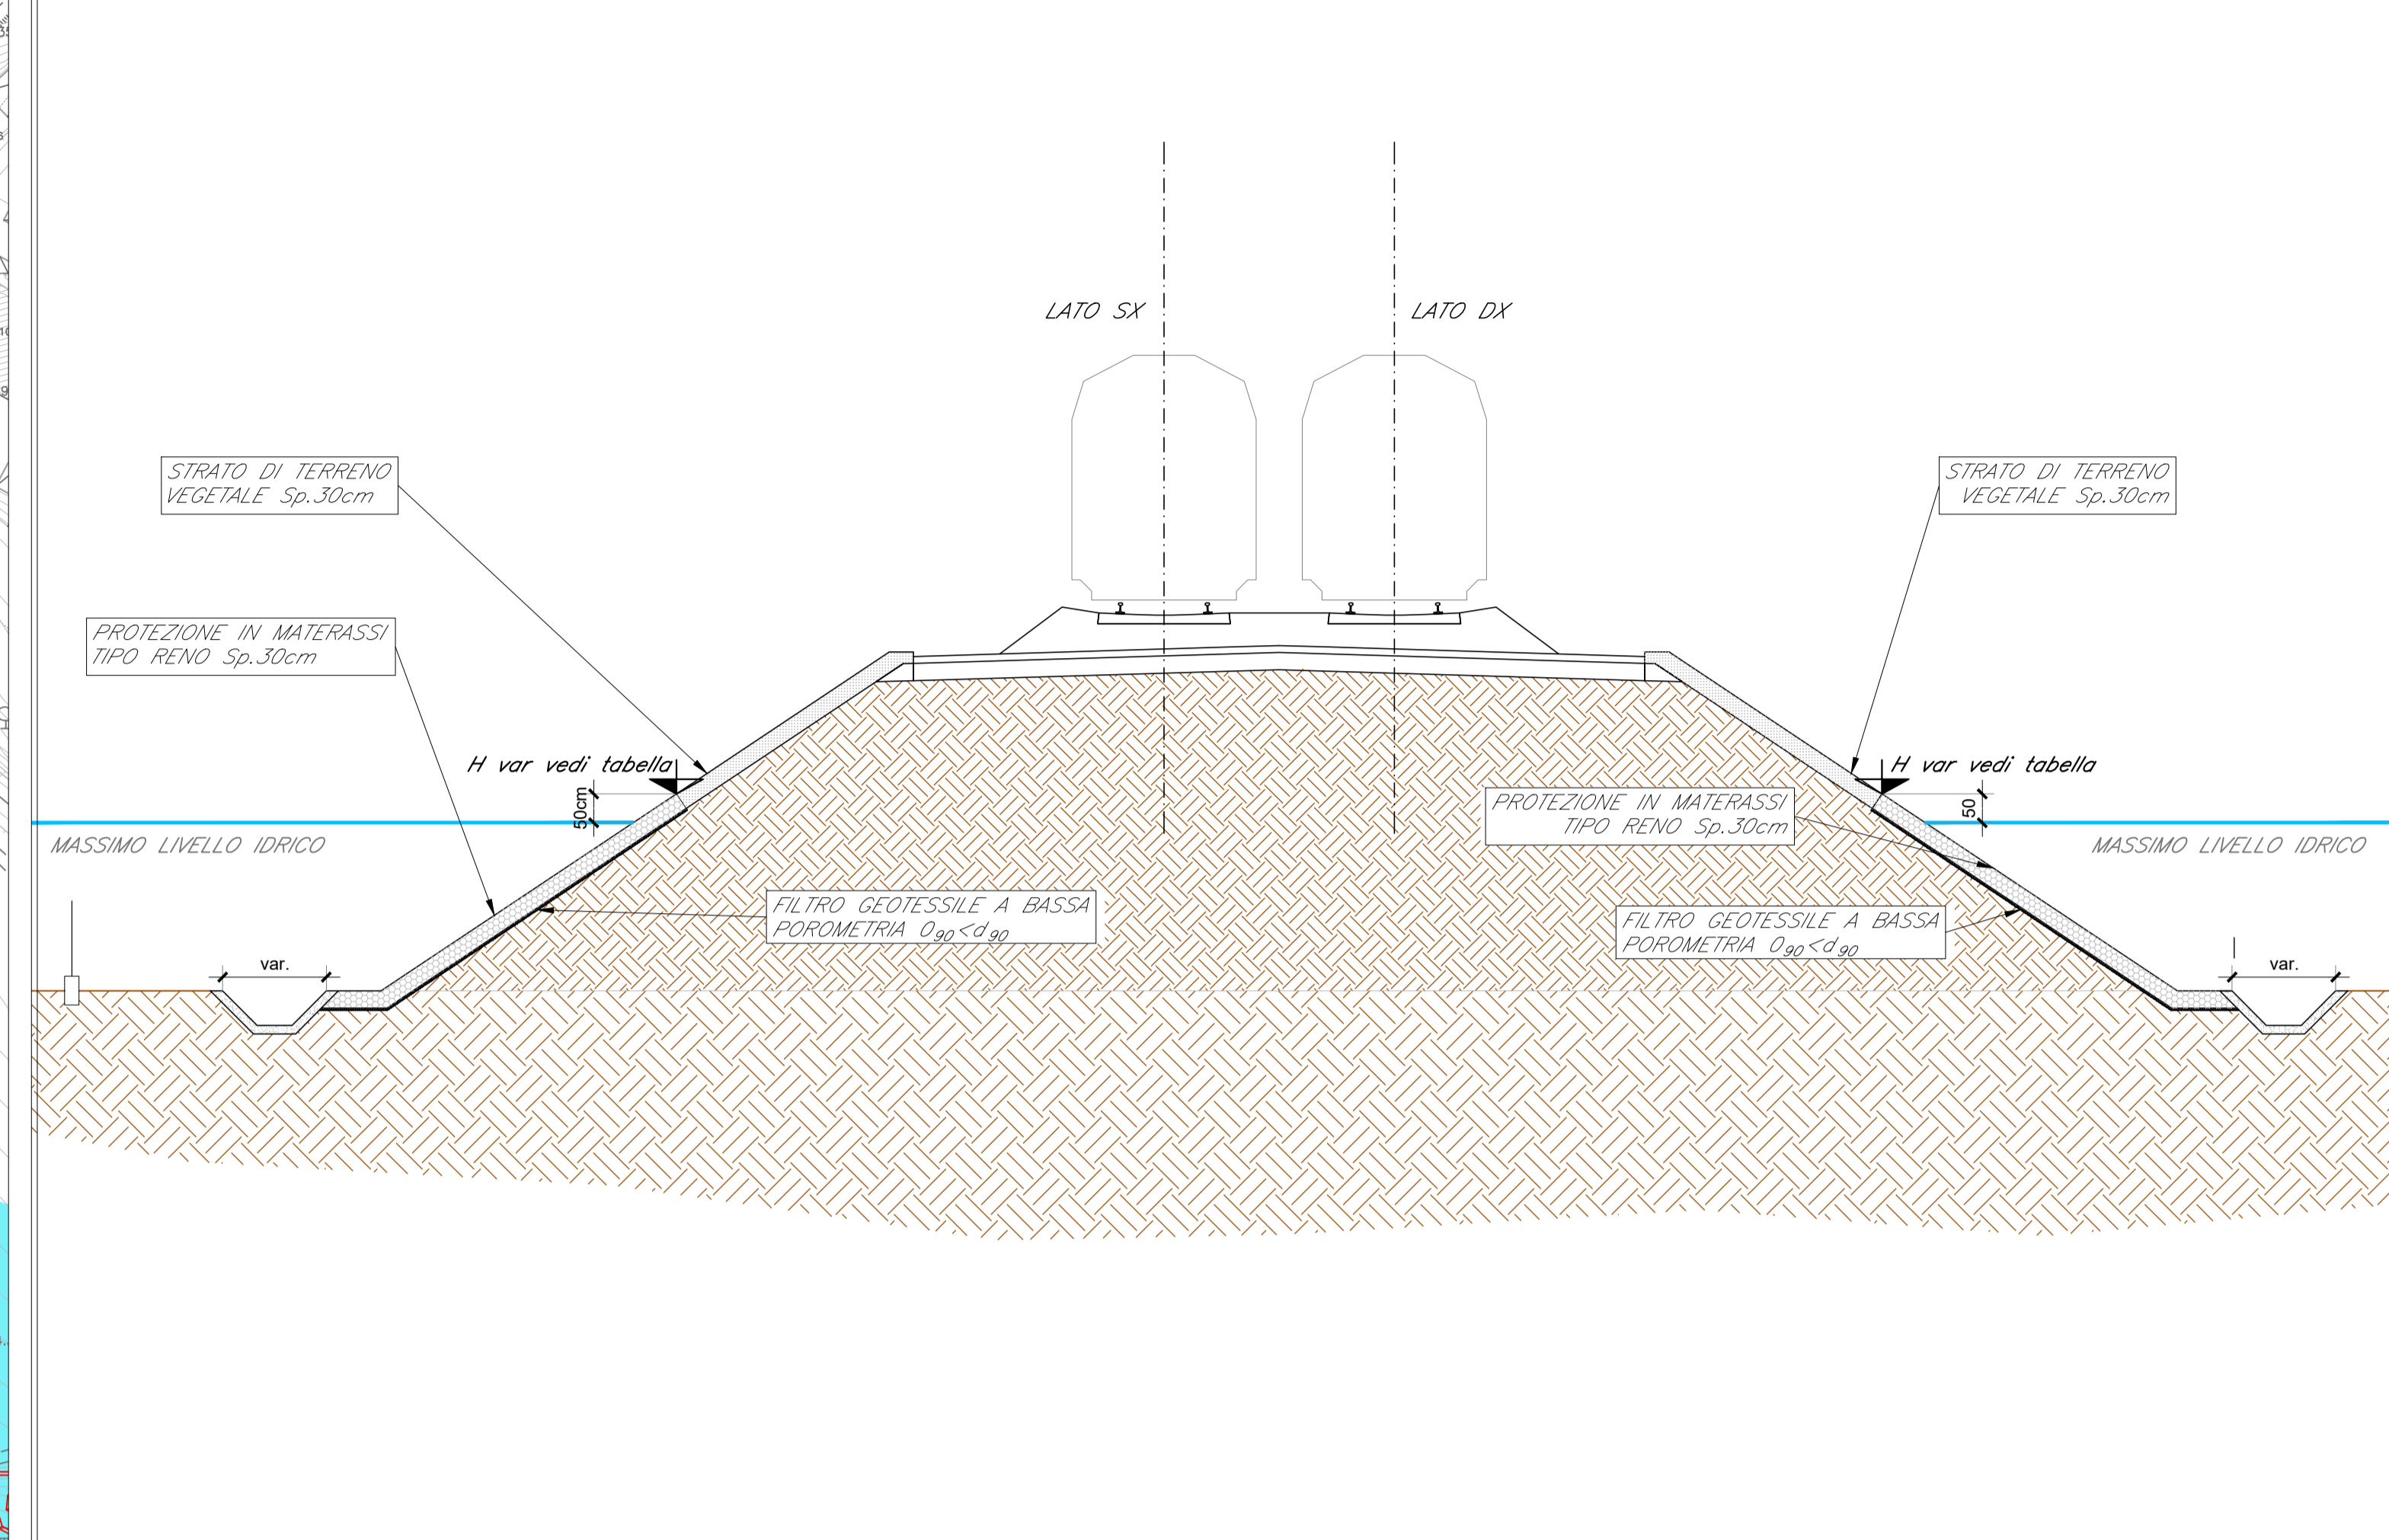 LATO SX
LATO DX
STRATO DI TERRENO
VEGETALE Sp.30cm
STRATO DI TERRENO
VEGETALE Sp.30cm
PROTEZIONE IN MATERASSI
TIPO RENO Sp.30cm
H var vedi tabella
H var vedi tabella
50cm
50
PROTEZIONE IN MATERASSI
TIPO RENO Sp.30cm
MASSIMO LIVELLO IDRICO
MASSIMO LIVELLO IDRICO
FILTRO GEOTESSILE A BASSA
POROMETRIA O90<d90
FILTRO GEOTESSILE A BASSA
POROMETRIA O90<d90
var.
var.